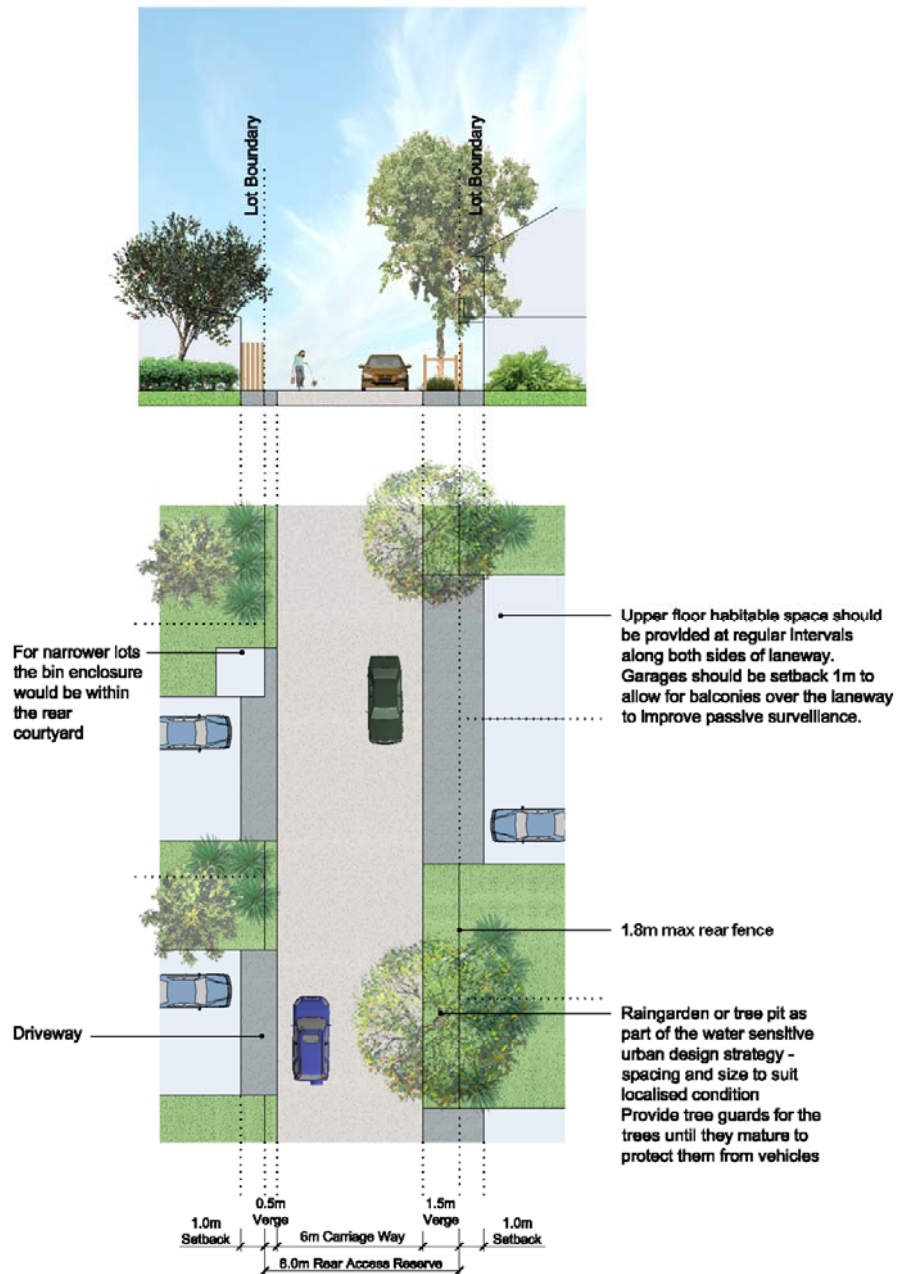 Lot Boundary
Lot Boundary
For narrower lots
the bin enclosure
would be within
the rear
courtyard
Upper floor habitable space should
be provided at regular intervals
along both sides of laneway.
Garages should be setback 1m to
allow for balconies over the laneway
to improve passive surveillance.
1.8m max rear fence
Driveway
Raingarden or tree pit as
part of the water sensitive
urban design strategy -
spacing and size to suit
localised condition
Provide tree guards for the
trees until they mature to
protect them from vehicles
1.0m
Setback
0.5m
Verge
6m Carriage Way
1.5m
Verge
1.0m
Setback
8.0m Rear Access Reserve